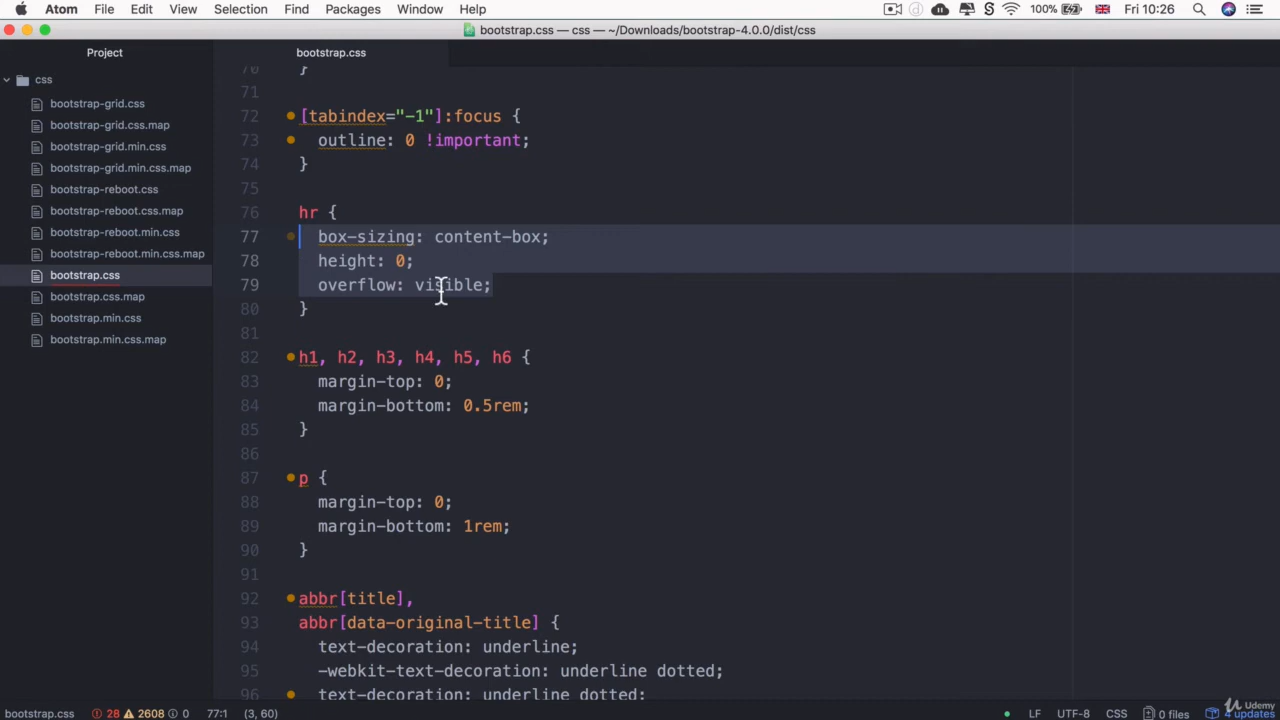 Atom File Edit View Selection Find Packages Window Help 100% Fri 10:26
bootstrap.css — css — ~/Downloads/bootstrap-4.0.0/dist/css
Project
bootstrap.css
css
bootstrap-grid.css
bootstrap-grid.css.map
bootstrap-grid.min.css
bootstrap-grid.min.css.map
bootstrap-reboot.css
bootstrap-reboot.css.map
bootstrap-reboot.min.css
bootstrap-reboot.min.css.map
bootstrap.css
bootstrap.css.map
bootstrap.min.css
bootstrap.min.css.map
70 }
71
72 [tabindex="-1"]:focus {
73 outline: 0 !important;
74 }
75
76 hr {
77 box-sizing: content-box;
78 height: 0;
79 overflow: visible;
80 }
81
82 h1, h2, h3, h4, h5, h6 {
83 margin-top: 0;
84 margin-bottom: 0.5rem;
85 }
86
87 p {
88 margin-top: 0;
89 margin-bottom: 1rem;
90 }
91
92 abbr[title],
93 abbr[data-original-title] {
94 text-decoration: underline;
95 -webkit-text-decoration: underline dotted;
96 text-decoration: underline dotted;
bootstrap.css 28 2608 0 77:1 (3, 60) LF UTF-8 CSS 0 files 4 updates
Udemy